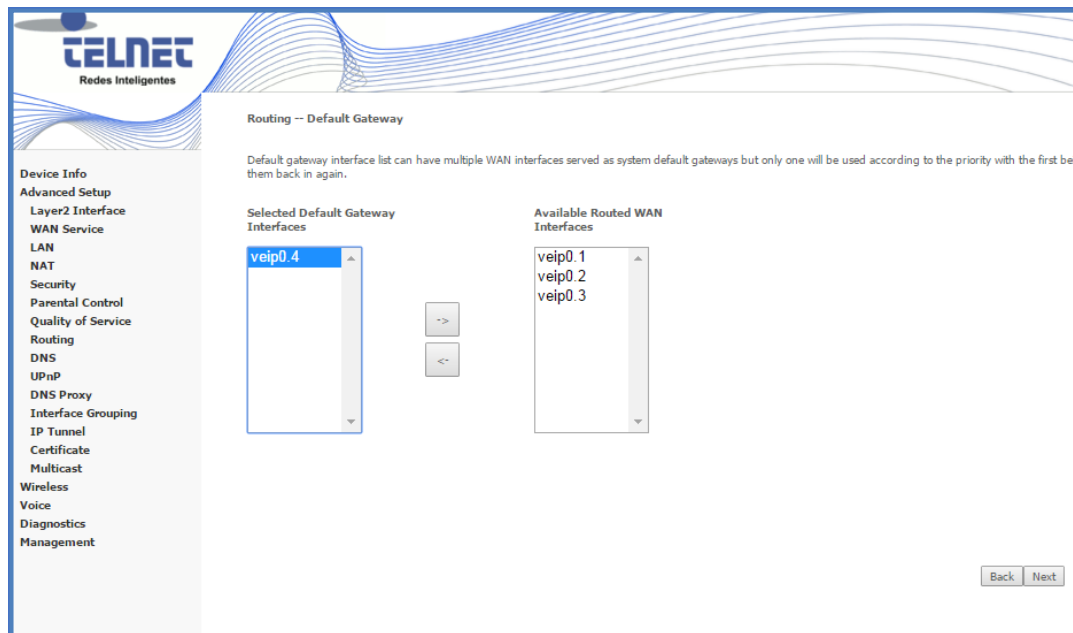 TELNET
Redes Inteligentes
Device Info
Advanced Setup
Layer2 Interface
WAN Service
LAN
NAT
Security
Parental Control
Quality of Service
Routing
DNS
UPnP
DNS Proxy
Interface Grouping
IP Tunnel
Certificate
Multicast
Wireless
Voice
Diagnostics
Management
Routing -- Default Gateway
Default gateway interface list can have multiple WAN interfaces served as system default gateways but only one will be used according to the priority with the first be
them back in again.
Selected Default Gateway
Interfaces
veip0.4
->
<-
Available Routed WAN
Interfaces
veip0.1
veip0.2
veip0.3
Back Next